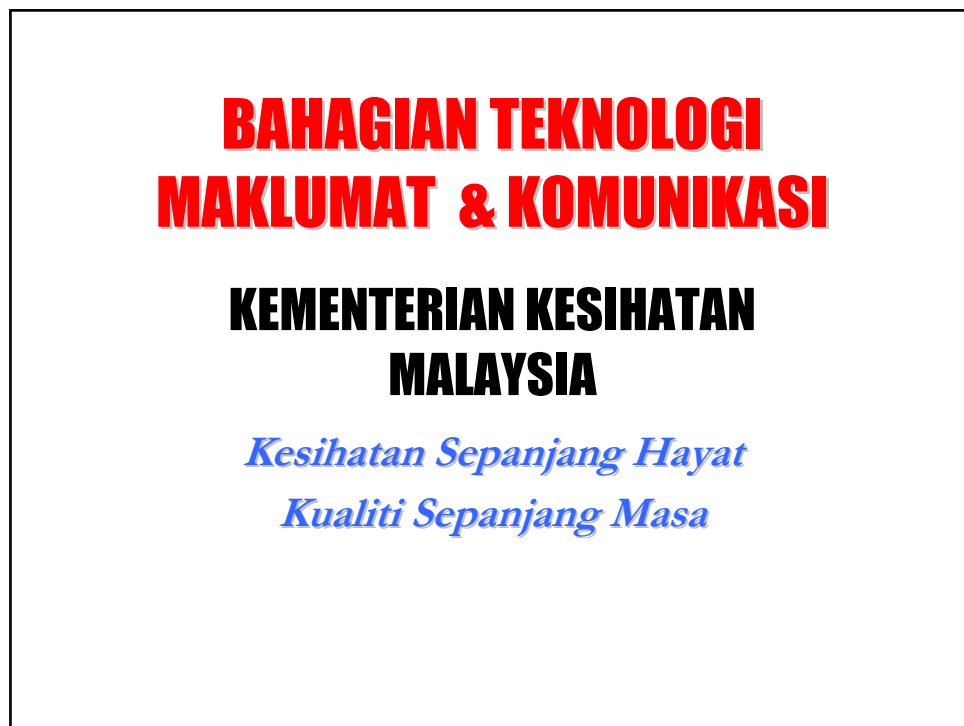 BAHAGIAN TEKNOLOGI
MAKLUMAT & KOMUNIKASI
KEMENTERIAN KESIHATAN
MALAYSIA
Kesihatan Sepanjang Hayat
Kualiti Sepanjang Masa